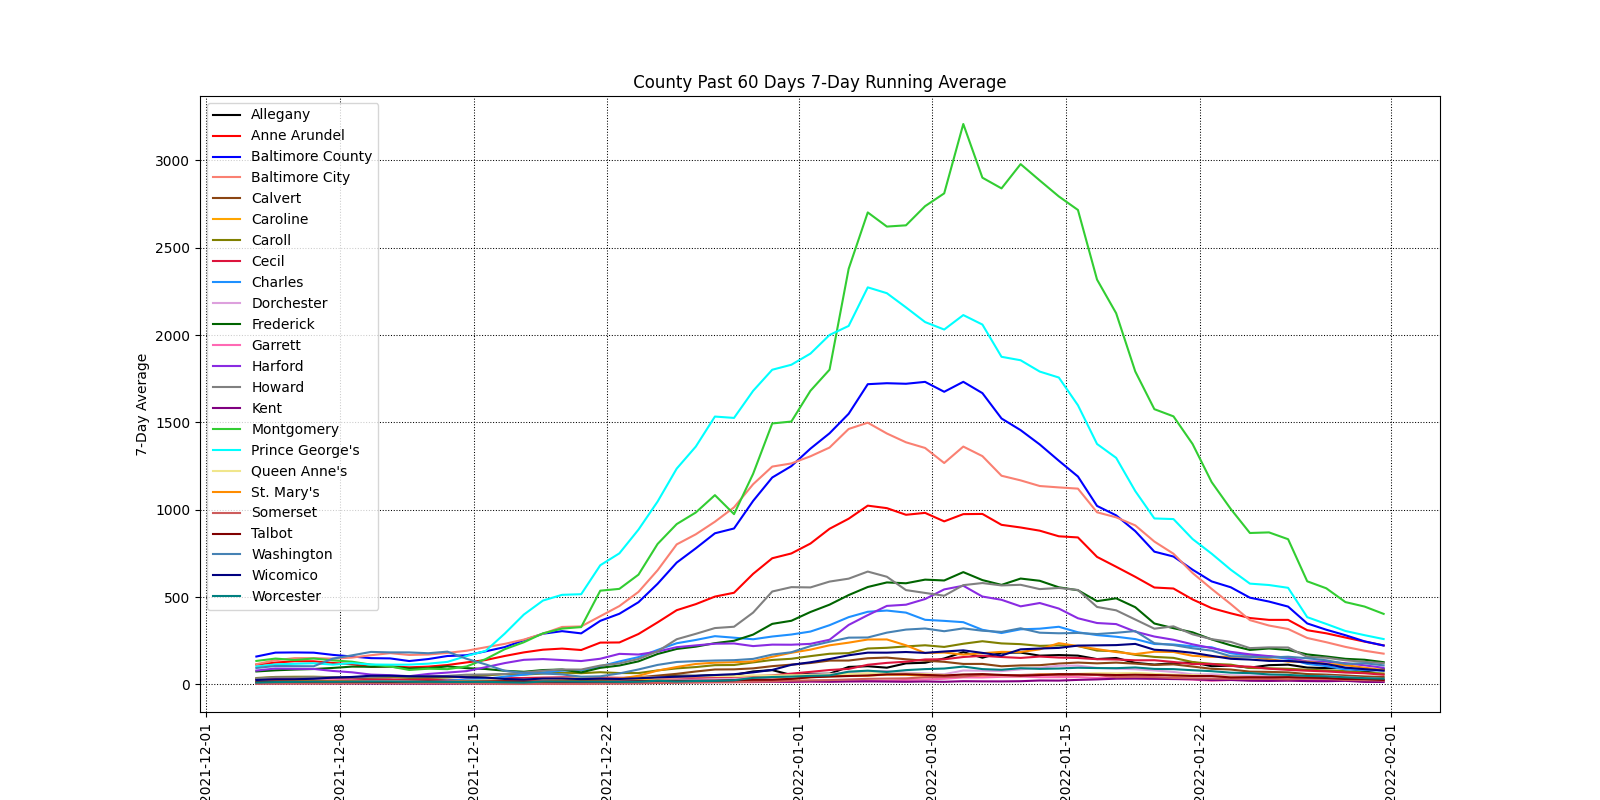 County Past 60 Days 7-Day Running Average
3000
2500
2000
1500
1000
500
0
7-Day Average
Allegany
Anne Arundel
Baltimore County
Baltimore City
Calvert
Caroline
Caroll
Cecil
Charles
Dorchester
Frederick
Garrett
Harford
Howard
Kent
Montgomery
Prince George's
Queen Anne's
St. Mary's
Somerset
Talbot
Washington
Wicomico
Worcester
2021-12-01
2021-12-08
2021-12-15
2021-12-22
2022-01-01
2022-01-08
2022-01-15
2022-01-22
2022-02-01